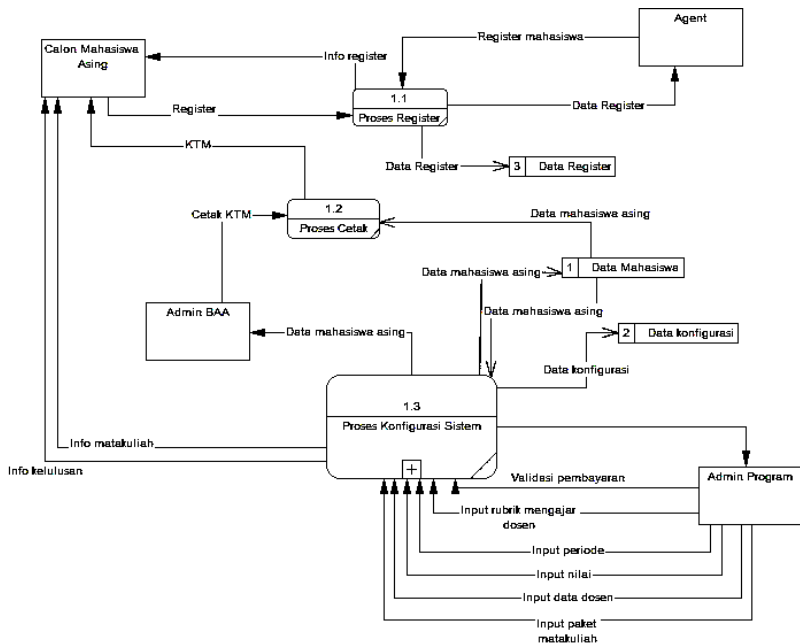 Calon Mahasiswa
Asing
Agent
Register mahasiswa
Info register
1.1
Proses Register
Register
Data Register
KTM
Data Register
3 Data Register
1.2
Proses Cetak
Cetak KTM
Data mahasiswa asing
Data mahasiswa asing
1 Data Mahasiswa
Admin BAA
Data mahasiswa asing
Data mahasiswa asing
2 Data konfigurasi
Data konfigurasi
1.3
Proses Konfigurasi Sistem
+
Info matakuliah
Info kelulusan
Validasi pembayaran
Admin Program
Input rubrik mengajar
dosen
Input periode
Input nilai
Input data dosen
Input paket
matakuliah